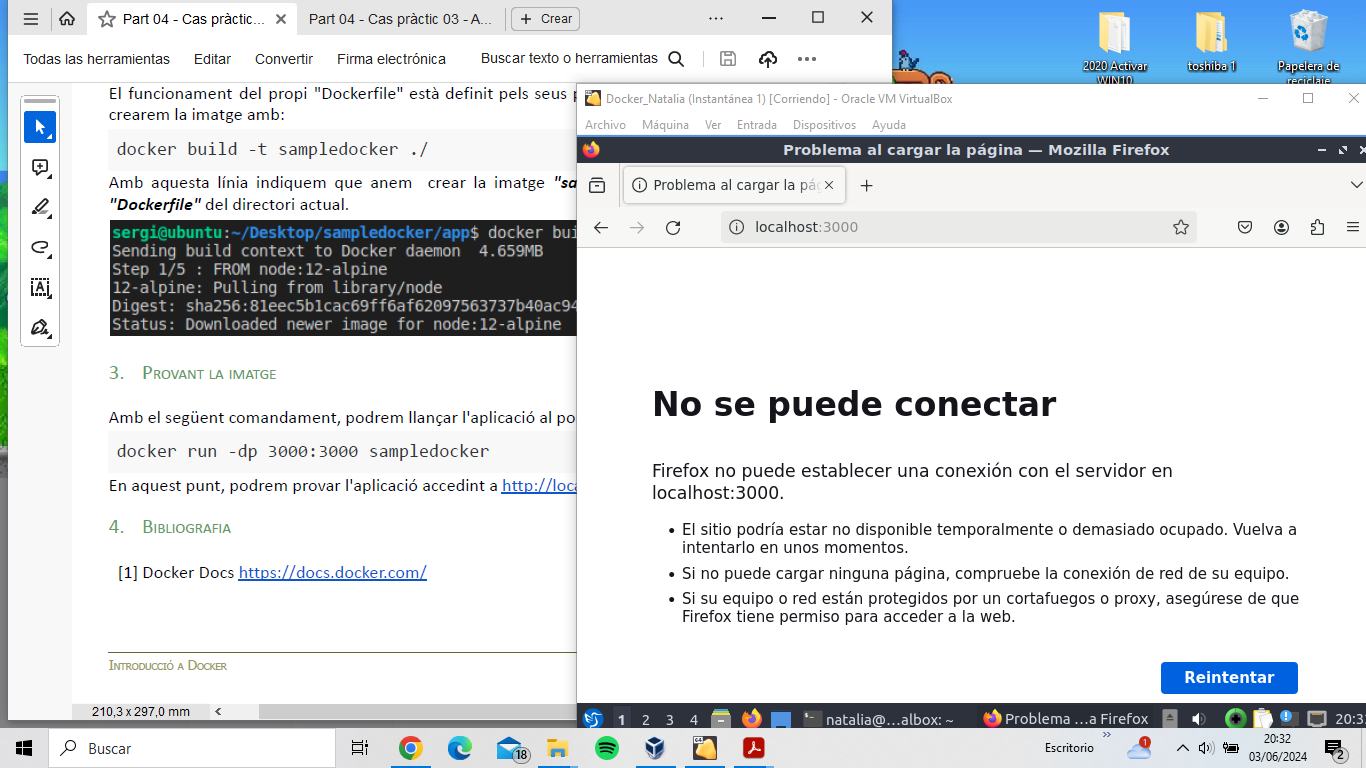 Part 04 - Cas pràctic...
Part 04 - Cas pràctic 03 - A...
Crear
Todas las herramientas
Editar
Convertir
Firma electrónica
Buscar texto o herramientas
El funcionament del propi "Dockerfile" està definit pels seus
crearem la imatge amb:
docker build -t sampledocker ./
Amb aquesta línia indiquem que anem crear la imatge "sa
"Dockerfile" del directori actual.
sergi@ubuntu:~/Desktop/sampledocker/app$ docker bui
Sending build context to Docker daemon 4.659MB
Step 1/5 : FROM node:12-alpine
12-alpine: Pulling from library/node
Digest: sha256:81eec5b1cac69ff6af62097563737b40ac94
Status: Downloaded newer image for node:12-alpine
3. Provant la imatge
Amb el següent comandament, podrem llançar l'aplicació al po
docker run -dp 3000:3000 sampledocker
En aquest punt, podrem provar l'aplicació accedint a http://loca
4. Bibliografia
[1] Docker Docs https://docs.docker.com/
Introducció a Docker
210,3 x 297,0 mm
2020 Activar
WIN10
toshiba 1
Papelera de
reciclaje
Docker_Natalia (Instantánea 1) [Corriendo] - Oracle VM VirtualBox
Archivo
Máquina
Ver
Entrada
Dispositivos
Ayuda
Problema al cargar la página — Mozilla Firefox
Problema al cargar la pág
localhost:3000
No se puede conectar
Firefox no puede establecer una conexión con el servidor en
localhost:3000.
• El sitio podría estar no disponible temporalmente o demasiado ocupado. Vuelva a
intentarlo en unos momentos.
• Si no puede cargar ninguna página, compruebe la conexión de red de su equipo.
• Si su equipo o red están protegidos por un cortafuegos o proxy, asegúrese de que
Firefox tiene permiso para acceder a la web.
Reintentar
1 2 3 4
natalia@...albox: ~
Problema ...a Firefox
Buscar
18
64
Escritorio
1
20:32
03/06/2024
2